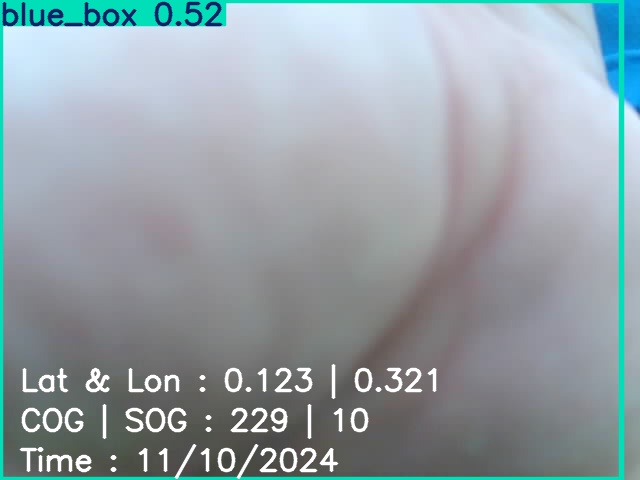 blue_box 0.52
Lat & Lon : 0.123 | 0.321
COG | SOG : 229 | 10
Time : 11/10/2024